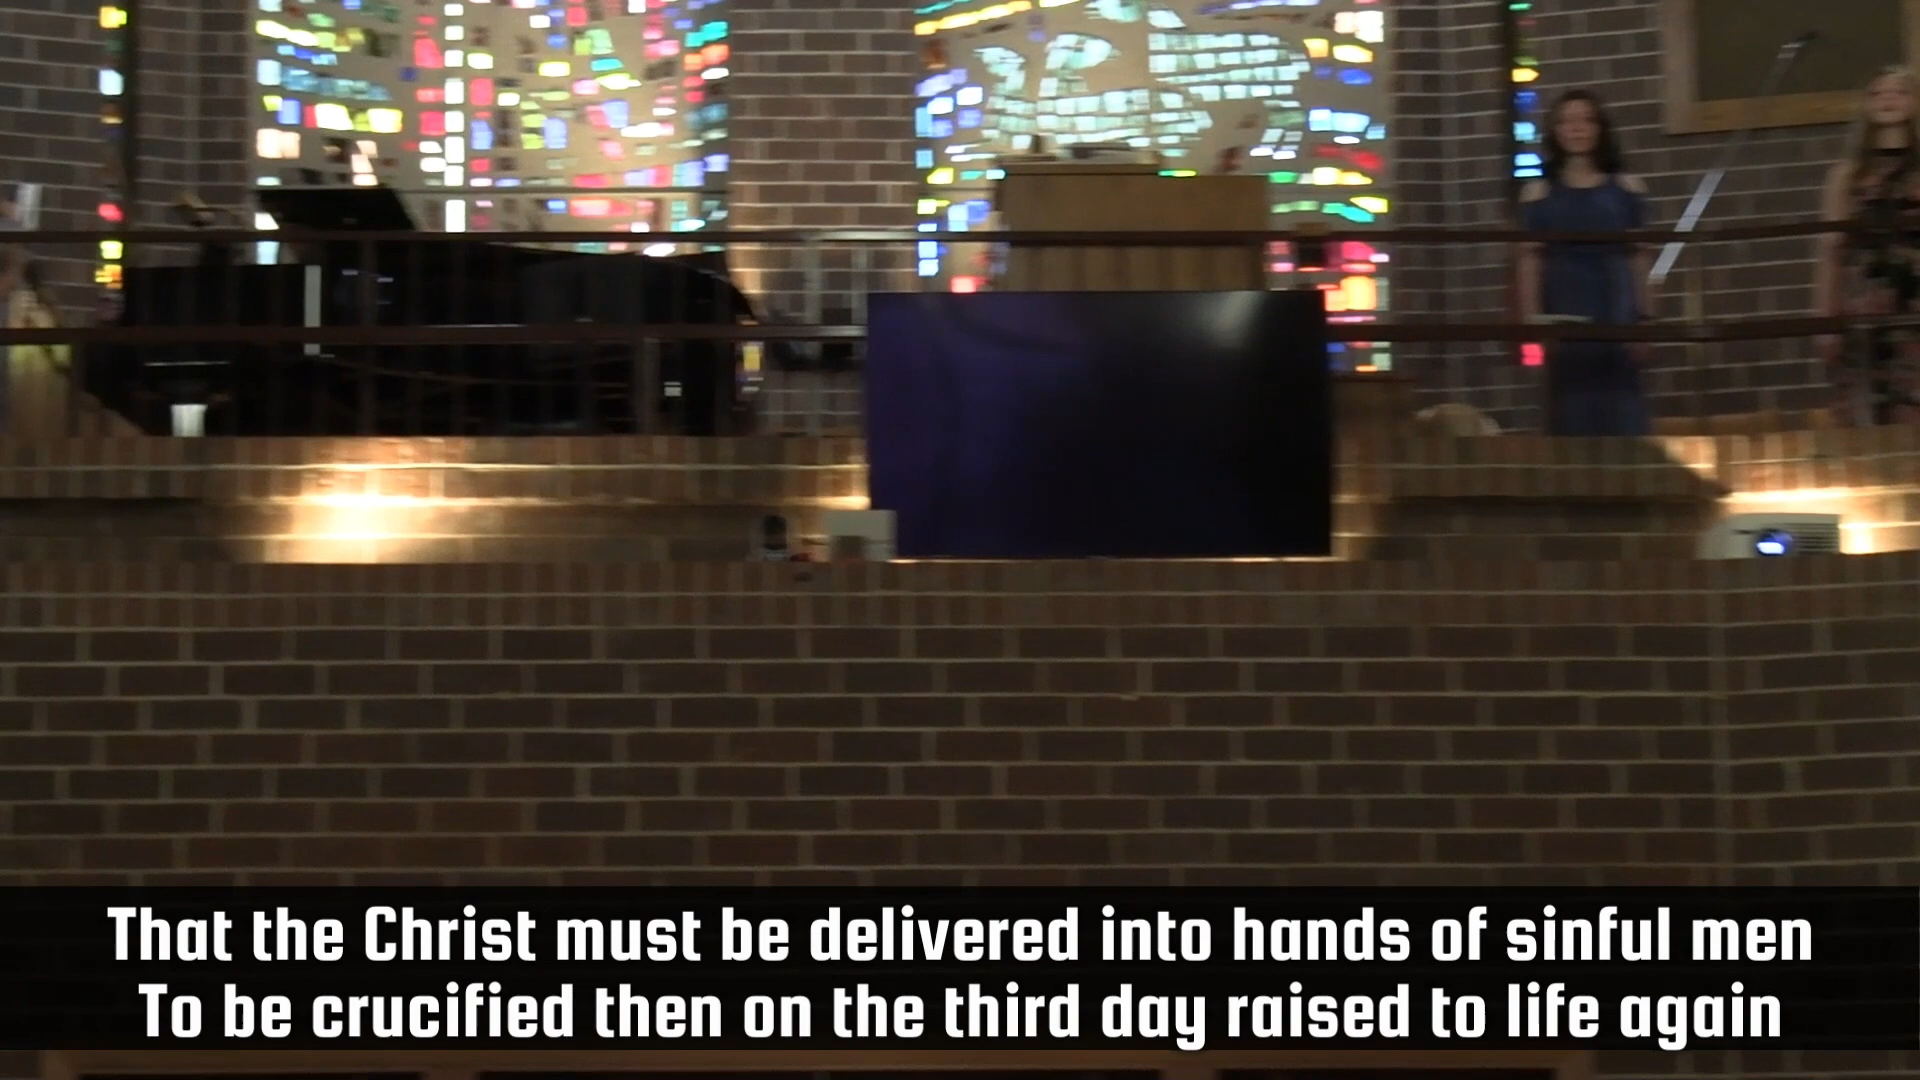 That the Christ must be delivered into hands of sinful men
To be crucified then on the third day raised to life again